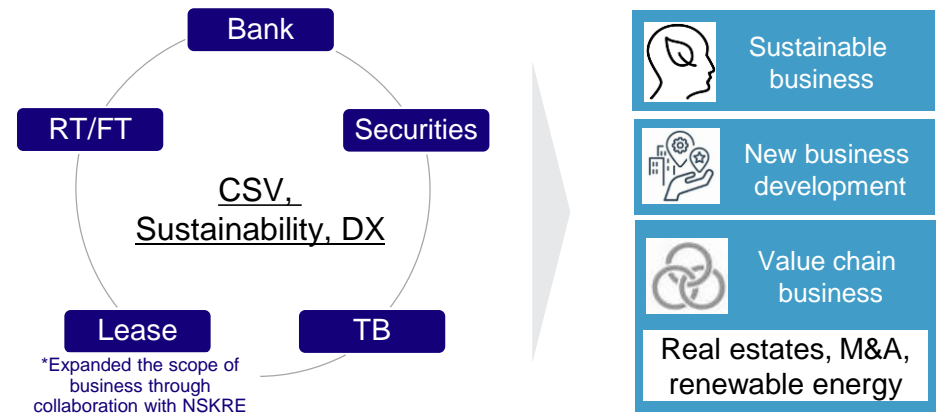 Bank
RT/FT
Securities
CSV,
Sustainability, DX
Lease
TB
*Expanded the scope of
business through
collaboration with NSKRE
Sustainable
business
New business
development
Value chain
business
Real estates, M&A,
renewable energy